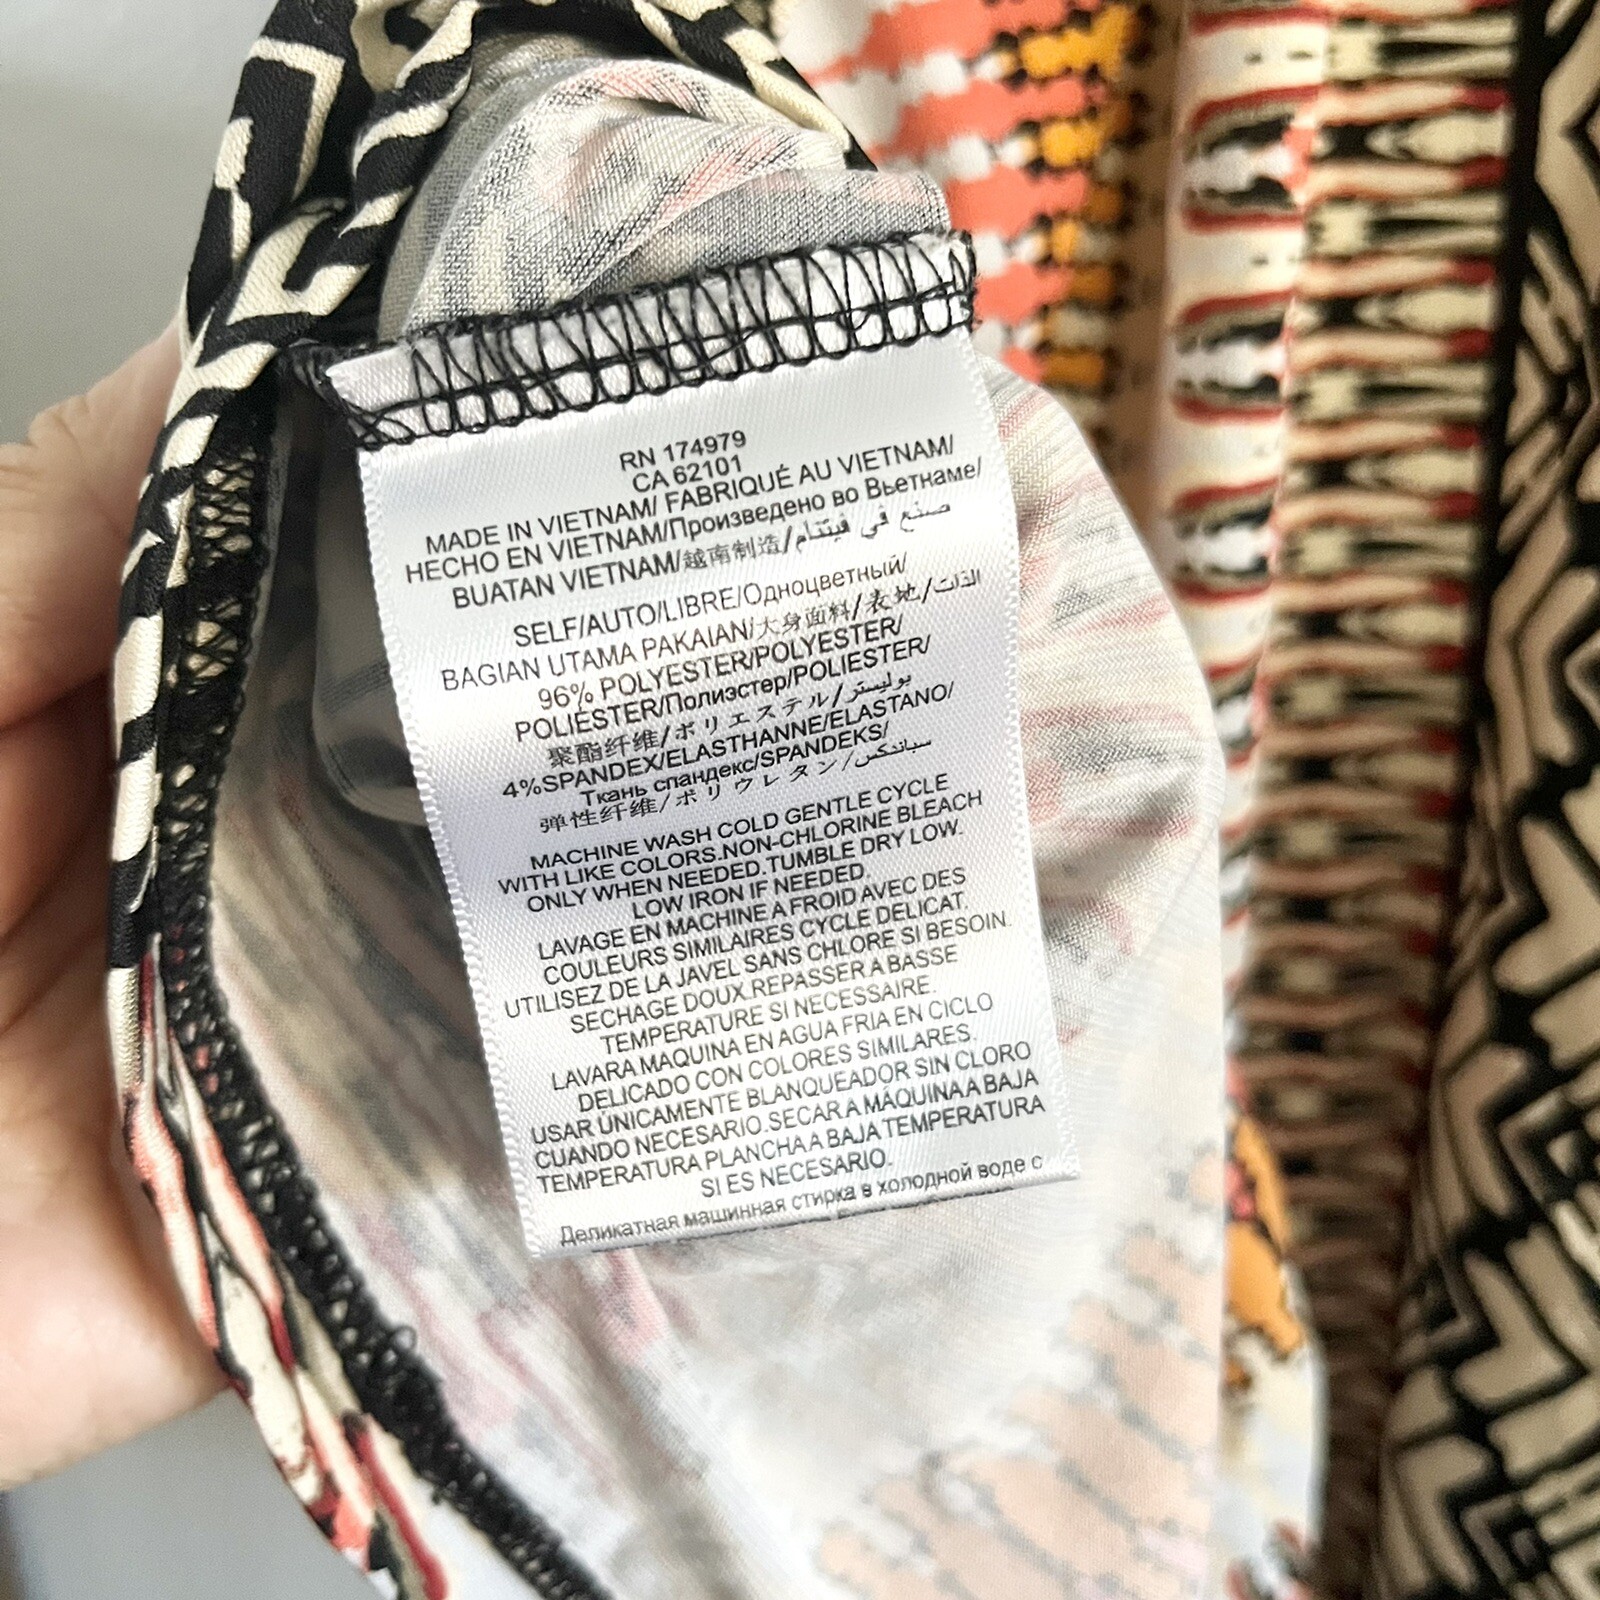 RN 174979
CA 62101
MADE IN VIETNAM/ FABRIQUÉ AU VIETNAM/
HECHO EN VIETNAM/Произведено во Вьетнаме/
BUATAN VIETNAM/越南制造/صنع في فيتنام
SELF/AUTO/LIBRE/Одноцветный/
BAGIAN UTAMA PAKAIAN/大身面料/表地/الذات
96% POLYESTER/POLYESTER/
POLIÉSTER/Полиэстер/POLIESTER/
聚酯纤维/ポリエステル/بوليستر
4%SPANDEX/ELASTHANNE/ELASTANO/
Ткань спандекс/SPANDEKS/
弹性纤维/ポリウレタン/سباندكس
MACHINE WASH COLD GENTLE CYCLE
WITH LIKE COLORS.NON-CHLORINE BLEACH
ONLY WHEN NEEDED.TUMBLE DRY LOW.
LOW IRON IF NEEDED.
LAVAGE EN MACHINE A FROID AVEC DES
COULEURS SIMILAIRES CYCLE DELICAT.
UTILISEZ DE LA JAVEL SANS CHLORE SI BESOIN.
SECHAGE DOUX.REPASSER A BASSE
TEMPERATURE SI NECESSAIRE.
LAVARA MAQUINA EN AGUA FRIA EN CICLO
DELICADO CON COLORES SIMILARES.
USAR ÚNICAMENTE BLANQUEADOR SIN CLORO
CUANDO NECESARIO.SECAR A MÁQUINA A BAJA
TEMPERATURA PLANCHA A BAJA TEMPERATURA
SI ES NECESARIO.
Деликатная машинная стирка в холодной воде с